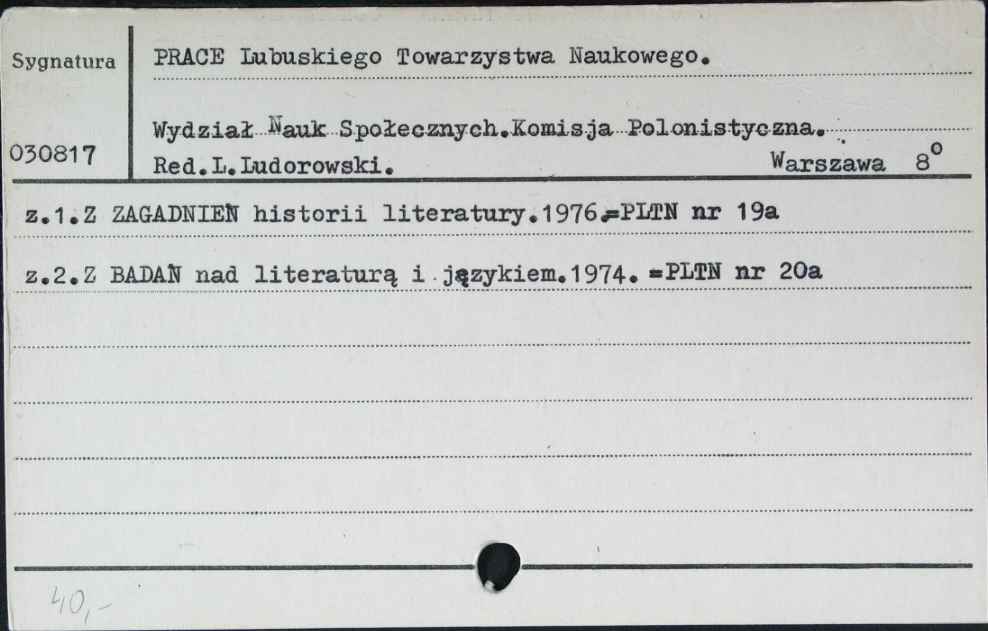 Sygnatura
PRACE Lubuskiego Towarzystwa Naukowego.
Wydział Nauk Społecznych.Komisja Polonistyczna.
030817
Red.L.Ludorowski. Warszawa 8°
z.1.Z ZAGADNIEŃ historii literatury.1976.=PLTN nr 19a
z.2.Z BADAŃ nad literaturą i językiem.1974. =PLTN nr 20a
40,-